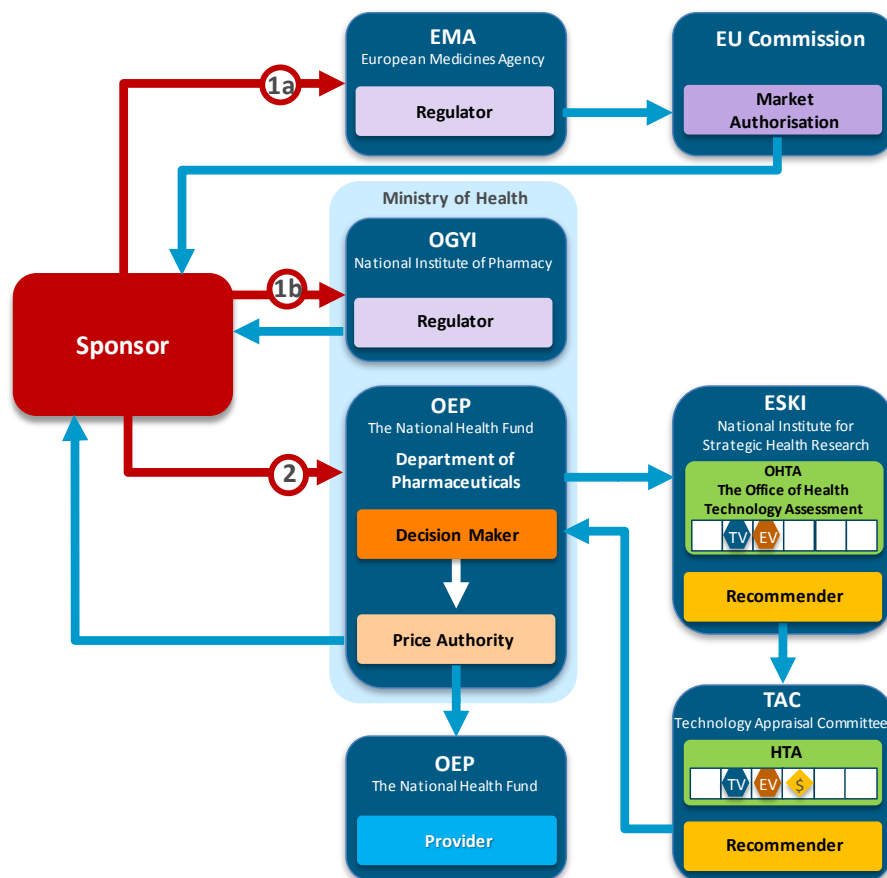 EMA
European Medicines Agency
Regulator
EU Commission
Market
Authorisation
1a
Ministry of Health
OGYI
National Institute of Pharmacy
Regulator
1b
Sponsor
2
OEP
The National Health Fund
Department of
Pharmaceuticals
Decision Maker
Price Authority
ESKI
National Institute for
Strategic Health Research
OHTA
The Office of Health
Technology Assessment
TV EV
Recommender
TAC
Technology Appraisal Committee
HTA
TV EV $
Recommender
OEP
The National Health Fund
Provider